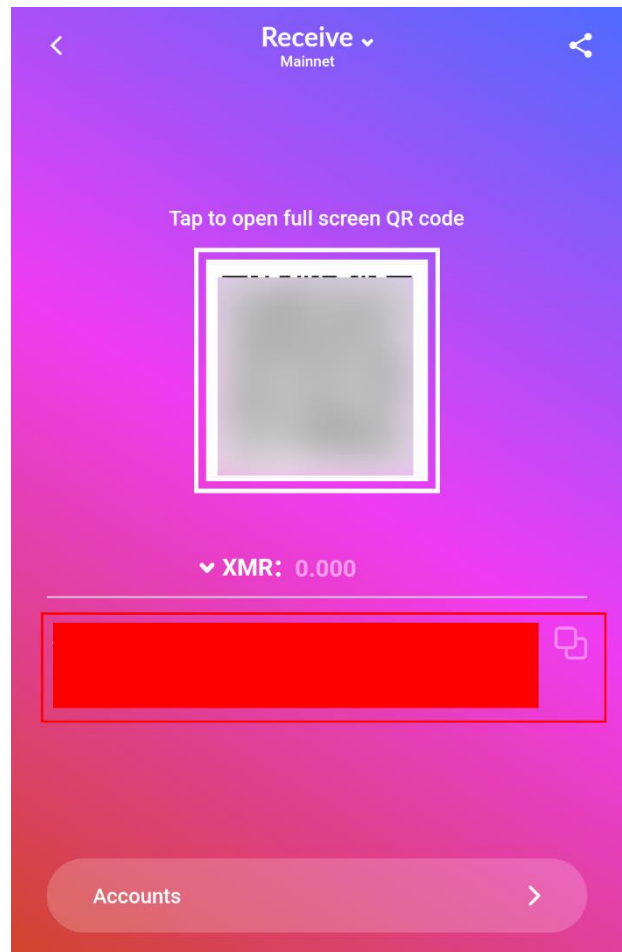 Receive
Mainnet
Tap to open full screen QR code
XMR: 0.000
Accounts